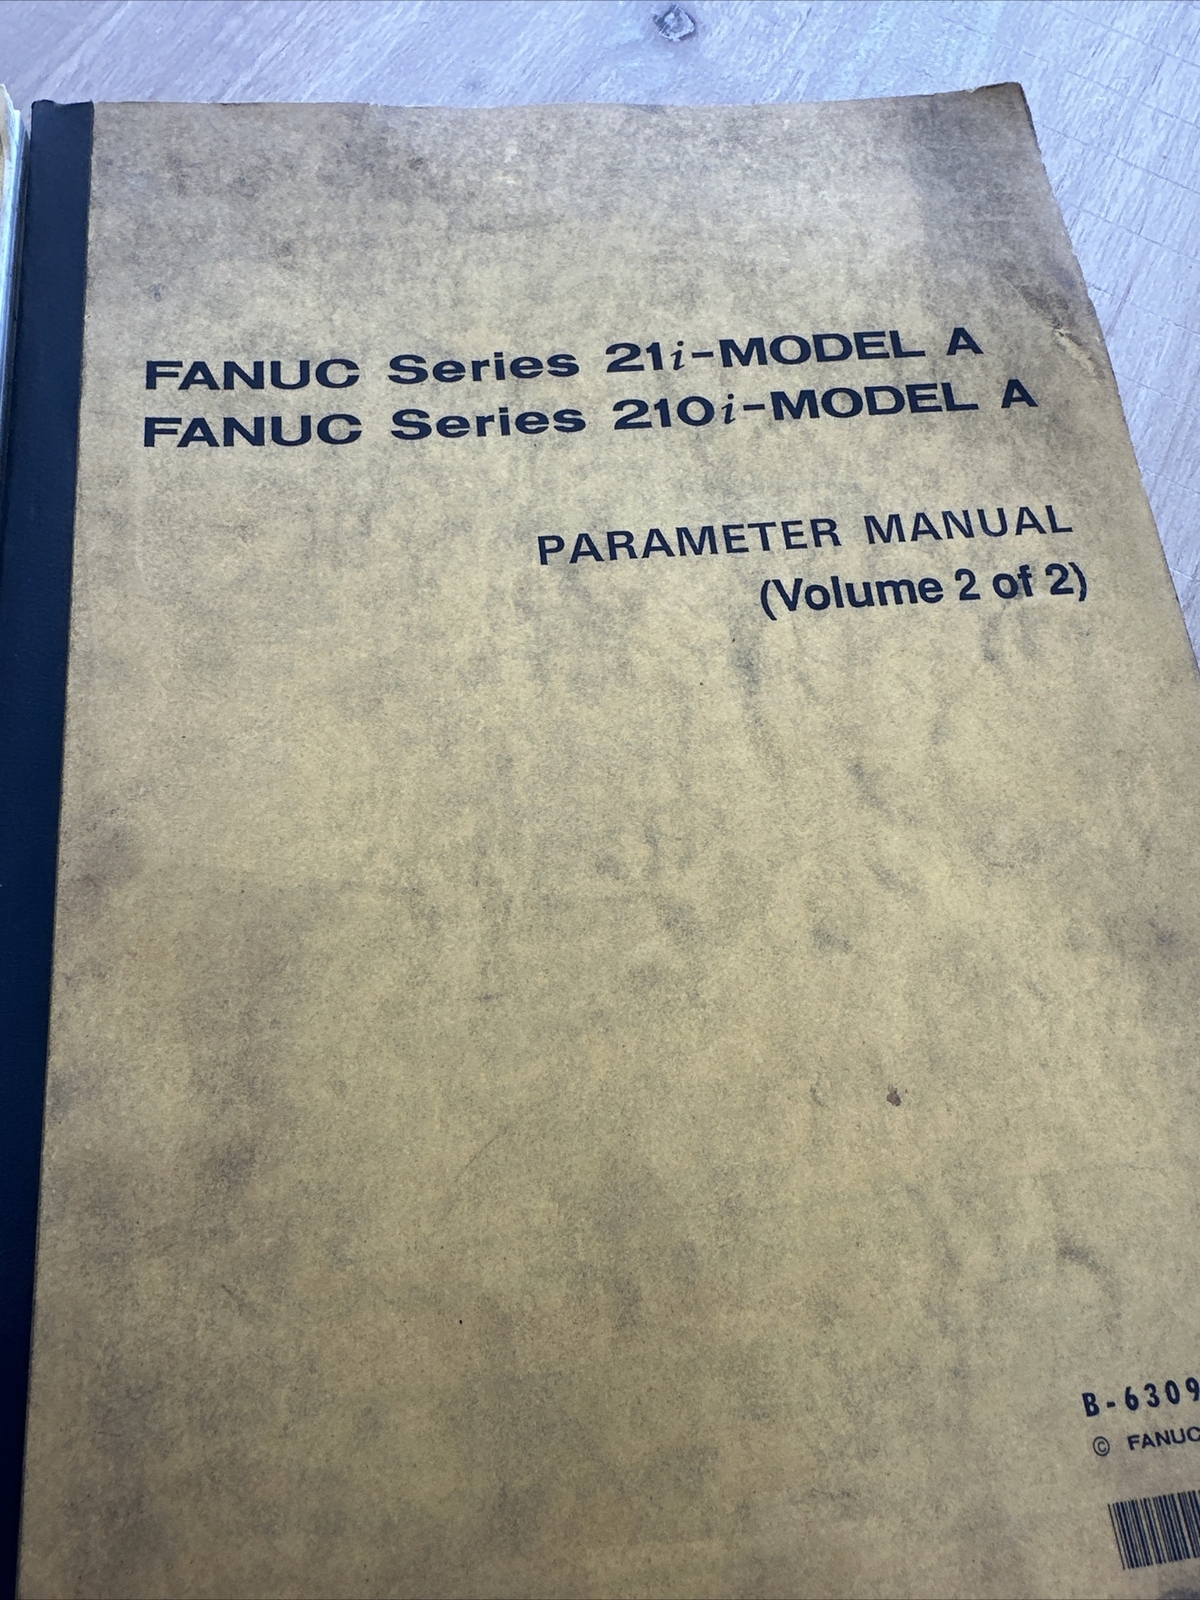 FANUC Series 21i-MODEL A
FANUC Series 210i-MODEL A
PARAMETER MANUAL
(Volume 2 of 2)
B-6309
© FANUC